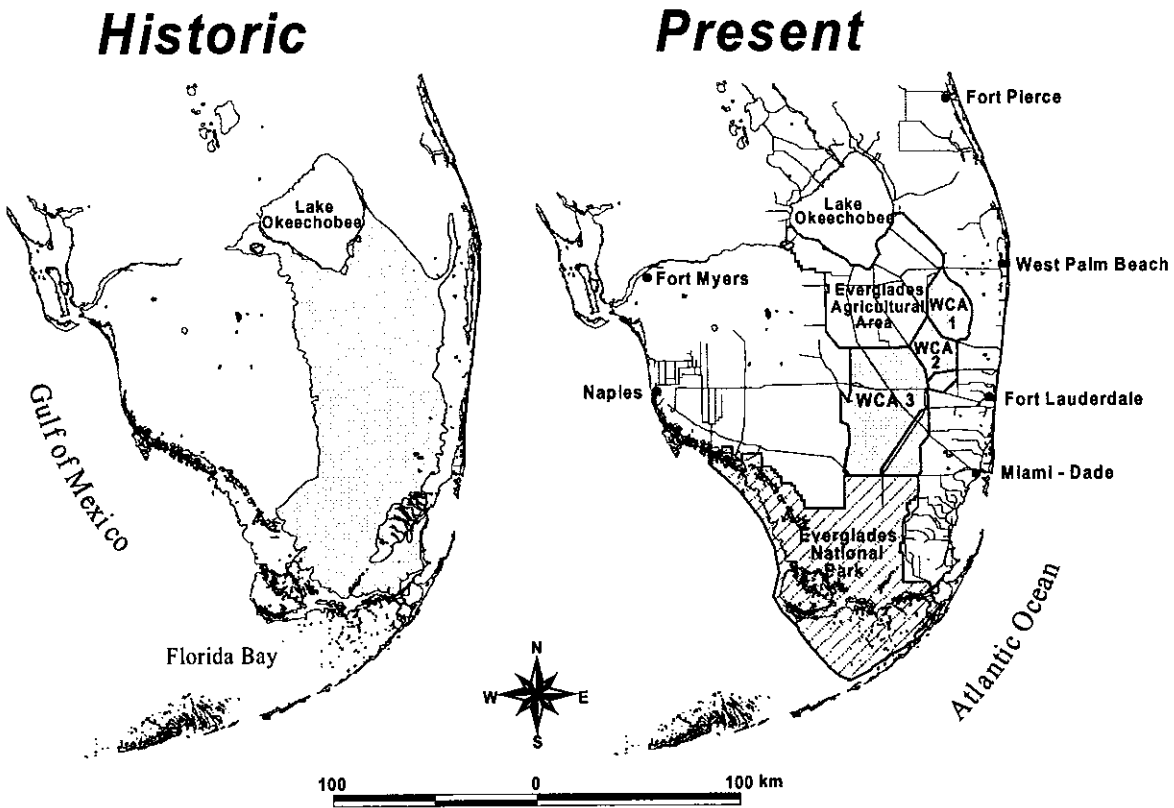 Historic
Present
Lake
Okeechobee
Gulf of Mexico
Florida Bay
Fort Pierce
Lake
Okeechobee
West Palm Beach
Fort Myers
Everglades
Agricultural
Area
WCA
1
WCA
2
Naples
WCA 3
Fort Lauderdale
Miami - Dade
Everglades
National
Park
Atlantic Ocean
N
W
E
S
100
0
100 km